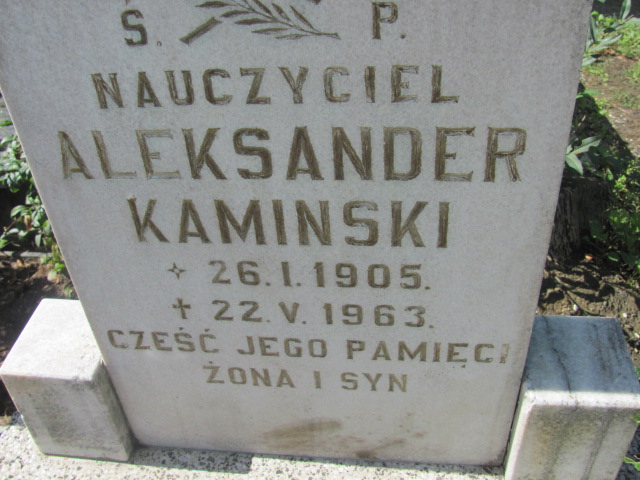 Ś. P.
NAUCZYCIEL
ALEKSANDER
KAMINSKI
26.I.1905.
22.V.1963.
CZEŚĆ JEGO PAMIĘCI
ŻONA I SYN